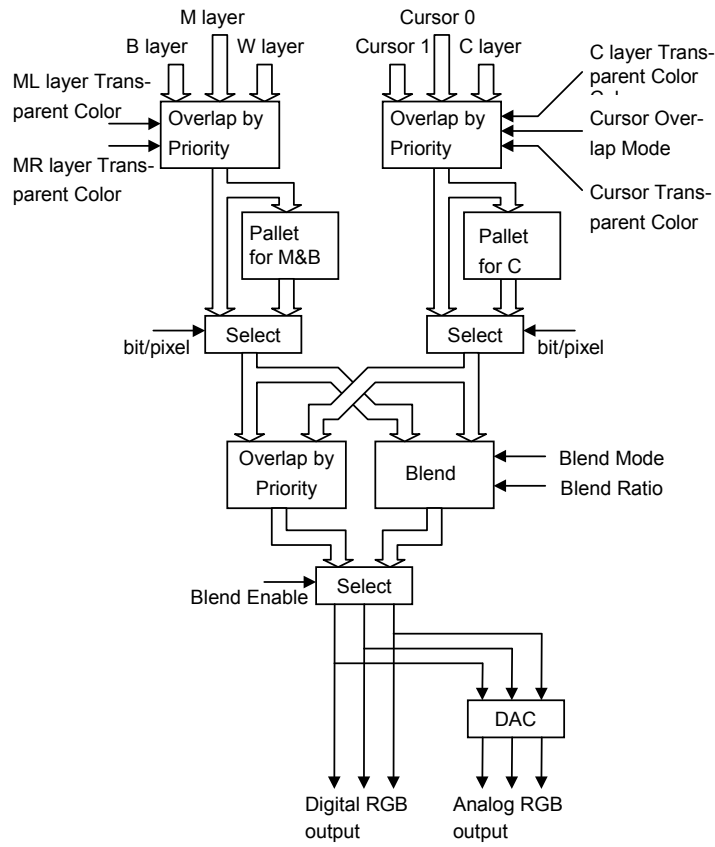 M layer
Cursor 0
B layer
W layer
Cursor 1
C layer
ML layer Trans-
parent Color
C layer Trans-
parent Color
Overlap by
Priority
Overlap by
Priority
Cursor Over-
lap Mode
MR layer Trans-
parent Color
Cursor Trans-
parent Color
Pallet
for M&B
Pallet
for C
Select
Select
bit/pixel
bit/pixel
Overlap by
Priority
Blend
Blend Mode
Blend Ratio
Select
Blend Enable
DAC
Digital RGB
output
Analog RGB
output